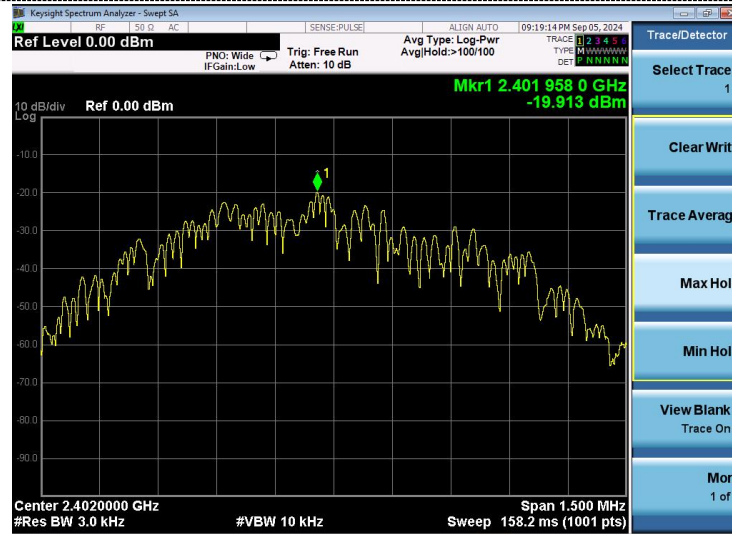 Keysight Spectrum Analyzer - Swept SA
RF 50 Ω AC SENSE:PULSE ALIGN AUTO 09:19:14 PM Sep 05, 2024
Ref Level 0.00 dBm
PNO: Wide
IFGain:Low
Trig: Free Run
Atten: 10 dB
Avg Type: Log-Pwr
Avg|Hold:>100/100
TRACE 1 2 3 4 5 6
TYPE M W W W W W
DET P N N N N N
Mkr1 2.401 958 0 GHz
-19.913 dBm
10 dB/div Ref 0.00 dBm
Log
1
-10.0
-20.0
-30.0
-40.0
-50.0
-60.0
-70.0
-80.0
-90.0
Center 2.4020000 GHz Span 1.500 MHz
#Res BW 3.0 kHz #VBW 10 kHz Sweep 158.2 ms (1001 pts)
Trace/Detector
Select Trace
1
Clear Writ
Trace Averag
Max Hol
Min Hol
View Blank
Trace On
Mor
1 of